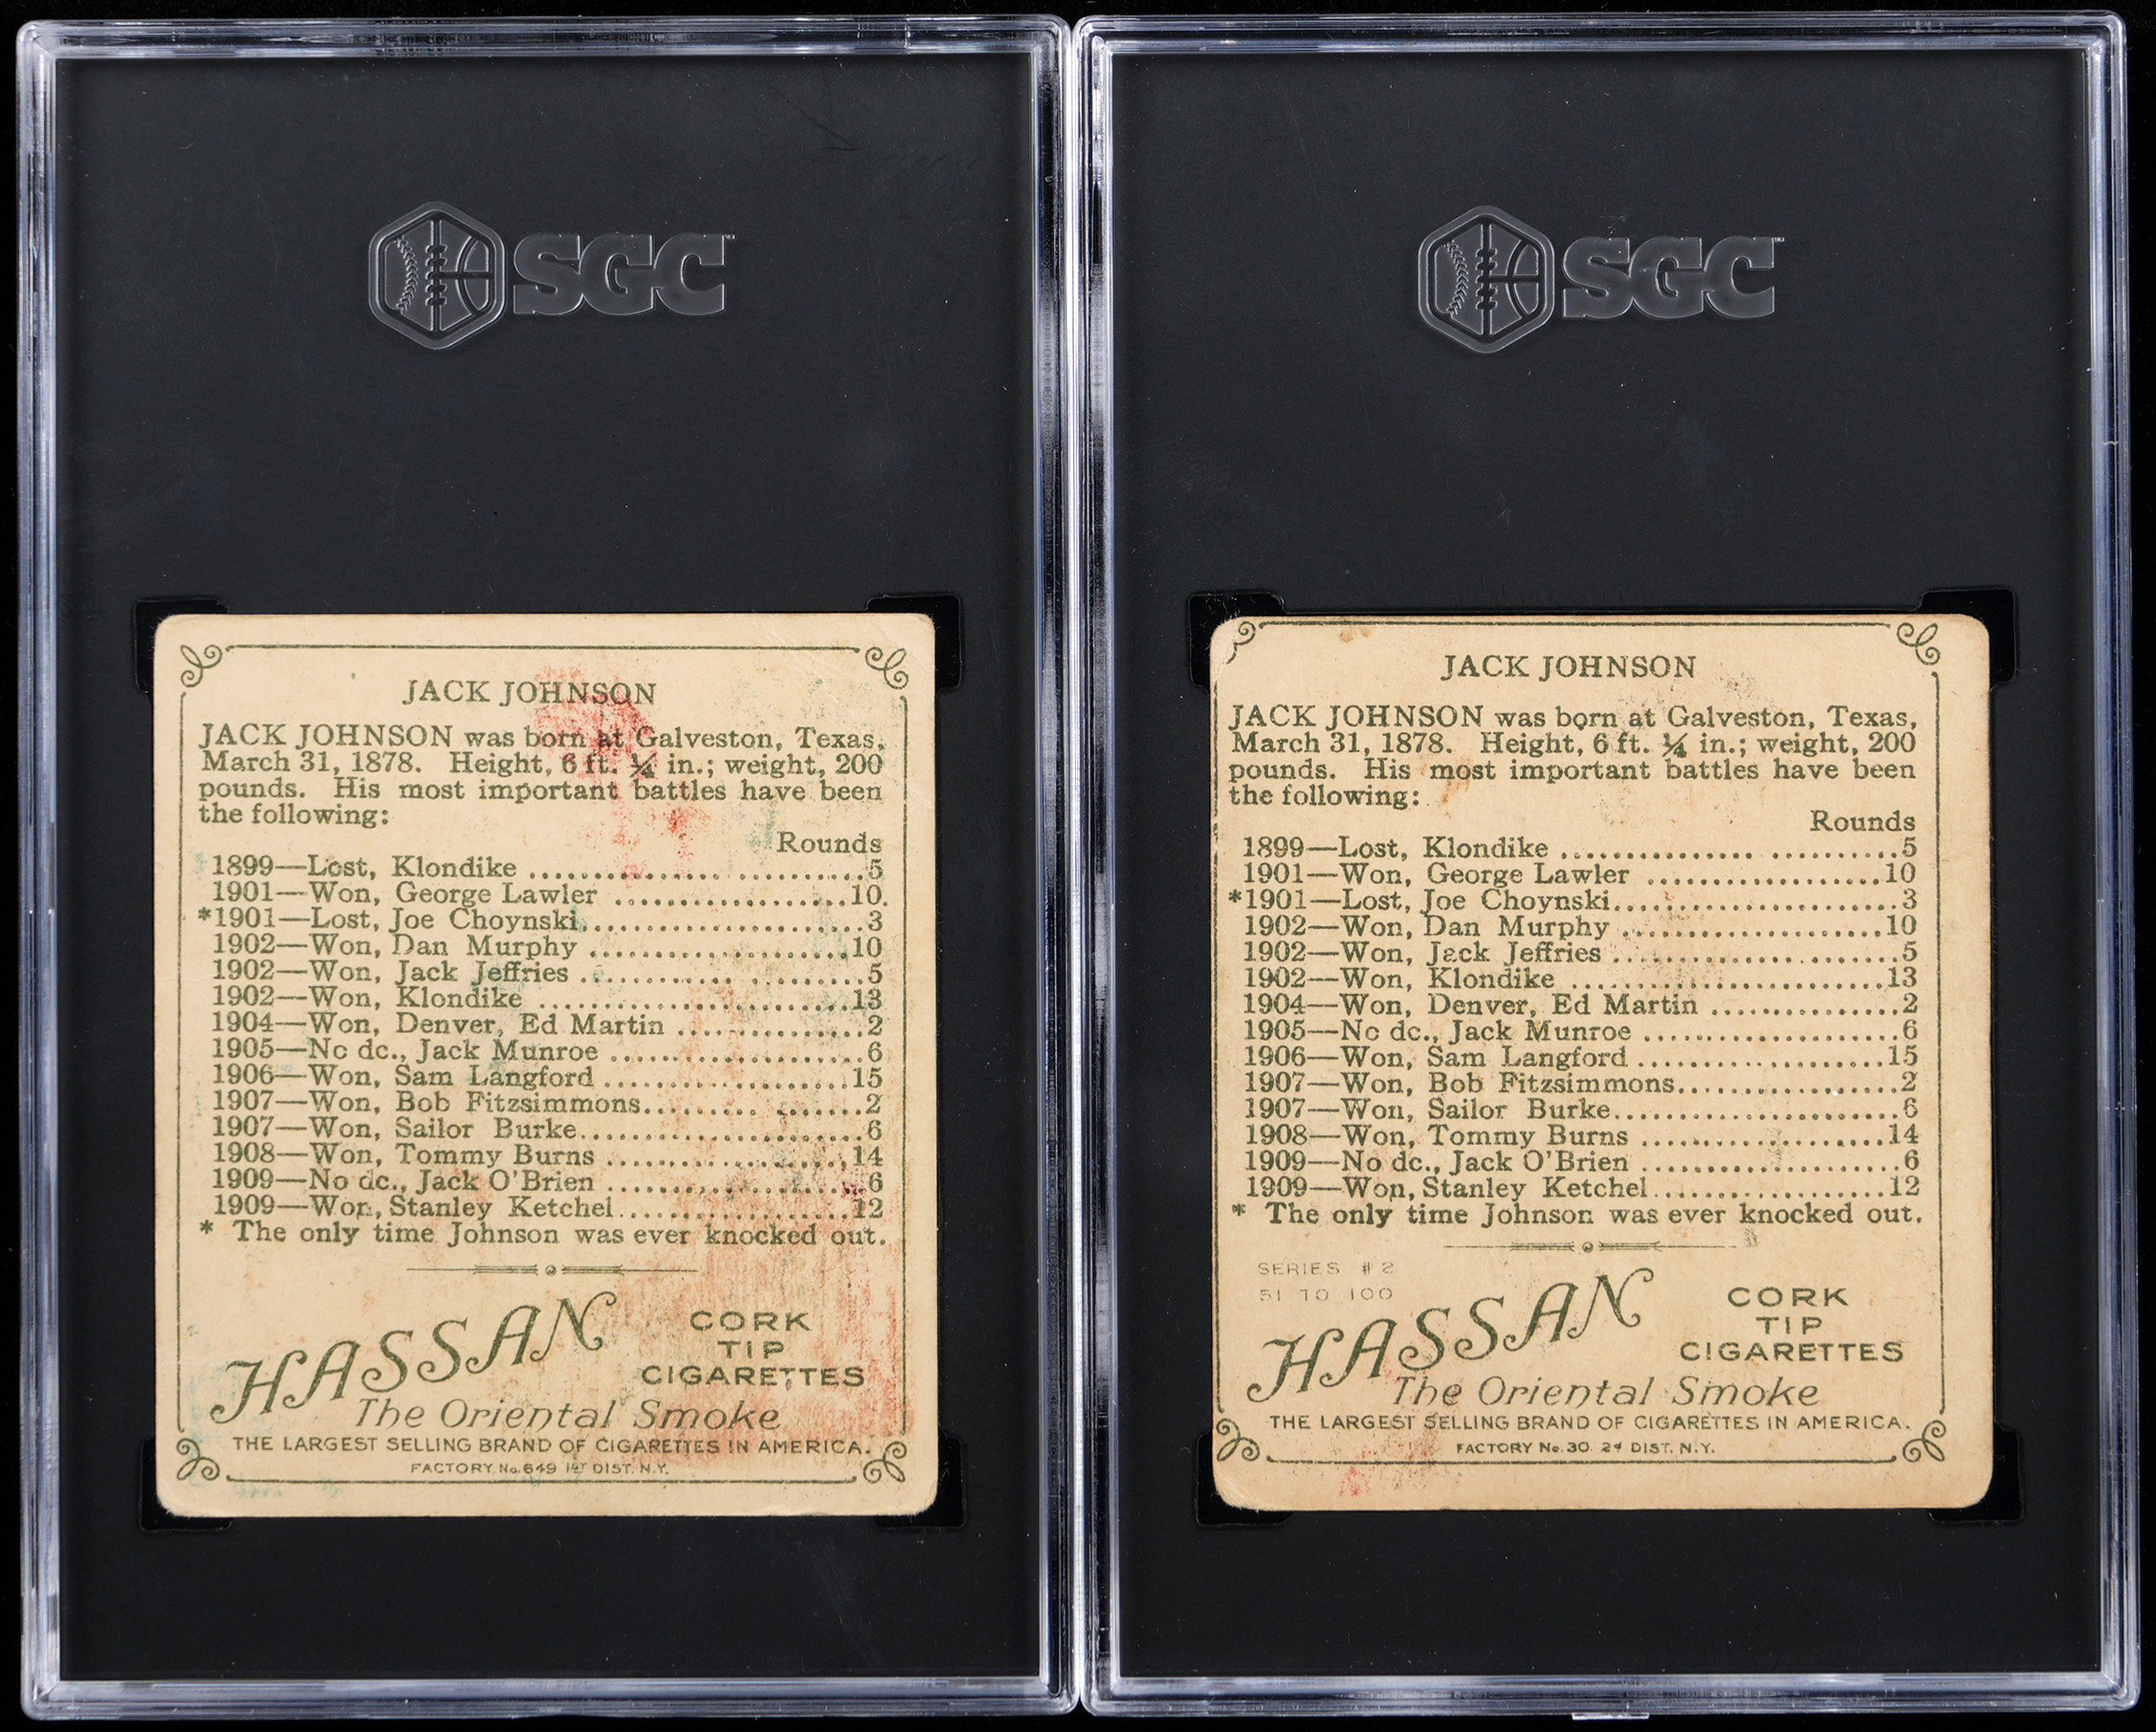 SGC
JACK JOHNSON
JACK JOHNSON was born at Galveston, Texas,
March 31, 1878. Height, 6 ft. ¼ in.; weight, 200
pounds. His most important battles have been
the following:
Rounds
1899—Lost, Klondike ..........................5
1901—Won, George Lawler ..................10.
*1901—Lost, Joe Choynski......................3
1902—Won, Dan Murphy ....................10
1902—Won, Jack Jeffries ......................5
1902—Won, Klondike ........................13
1904—Won, Denver, Ed Martin ...............2
1905—No dc., Jack Munroe ....................6
1906—Won, Sam Langford ...................15
1907—Won, Bob Fitzsimmons.................2
1907—Won, Sailor Burke......................6
1908—Won, Tommy Burns ...................14
1909—No dc., Jack O'Brien ....................6
1909—Won, Stanley Ketchel..................12
* The only time Johnson was ever knocked out.
HASSAN
CORK
TIP
CIGARETTES
The Oriental Smoke
THE LARGEST SELLING BRAND OF CIGARETTES IN AMERICA.
FACTORY No. 649 1ST DIST. N.Y.
SGC
JACK JOHNSON
JACK JOHNSON was born at Galveston, Texas,
March 31, 1878. Height, 6 ft. ¼ in.; weight, 200
pounds. His most important battles have been
the following:
Rounds
1899—Lost, Klondike ..........................5
1901—Won, George Lawler ..................10
*1901—Lost, Joe Choynski......................3
1902—Won, Dan Murphy ....................10
1902—Won, Jack Jeffries ......................5
1902—Won, Klondike ........................13
1904—Won, Denver, Ed Martin ...............2
1905—No dc., Jack Munroe ....................6
1906—Won, Sam Langford ...................15
1907—Won, Bob Fitzsimmons.................2
1907—Won, Sailor Burke......................6
1908—Won, Tommy Burns ...................14
1909—No dc., Jack O'Brien ....................6
1909—Won, Stanley Ketchel..................12
* The only time Johnson was ever knocked out.
SERIES #2
51 TO 100
HASSAN
CORK
TIP
CIGARETTES
The Oriental Smoke
THE LARGEST SELLING BRAND OF CIGARETTES IN AMERICA.
FACTORY No. 30. 2d DIST. N.Y.